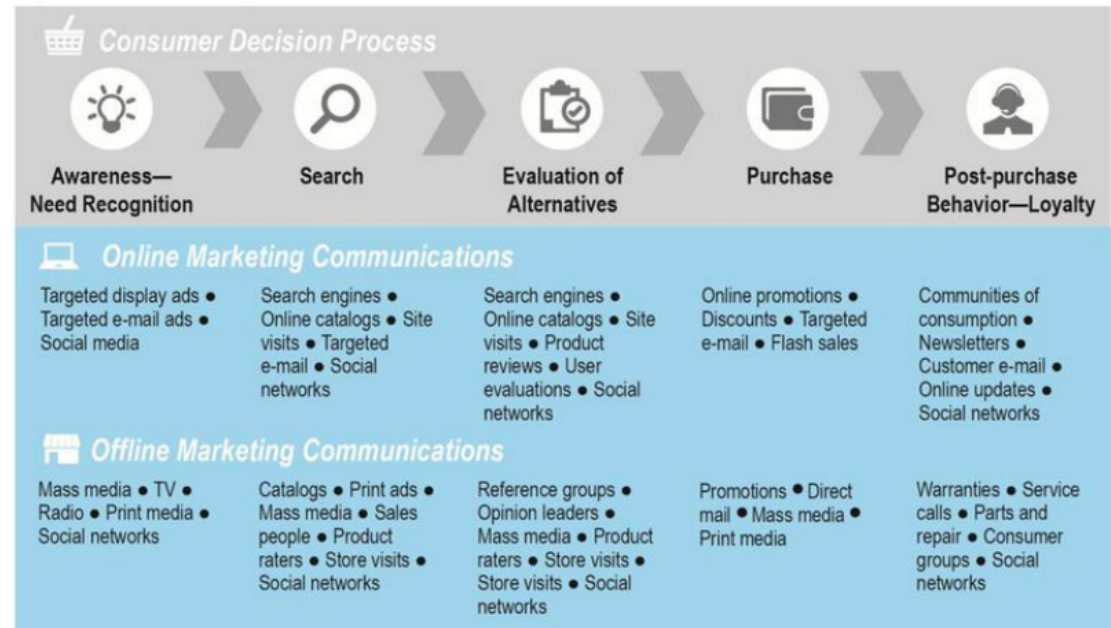 Consumer Decision Process
Awareness—
Need Recognition
Search
Evaluation of
Alternatives
Purchase
Post-purchase
Behavior—Loyalty
Online Marketing Communications
Targeted display ads ●
Targeted e-mail ads ●
Social media
Search engines ●
Online catalogs ● Site
visits ● Targeted
e-mail ● Social
networks
Search engines ●
Online catalogs ● Site
visits ● Product
reviews ● User
evaluations ● Social
networks
Online promotions ●
Discounts ● Targeted
e-mail ● Flash sales
Communities of
consumption ●
Newsletters ●
Customer e-mail ●
Online updates ●
Social networks
Offline Marketing Communications
Mass media ● TV ●
Radio ● Print media ●
Social networks
Catalogs ● Print ads ●
Mass media ● Sales
people ● Product
raters ● Store visits ●
Social networks
Reference groups ●
Opinion leaders ●
Mass media ● Product
raters ● Store visits ●
Store visits ● Social
networks
Promotions ● Direct
mail ● Mass media ●
Print media
Warranties ● Service
calls ● Parts and
repair ● Consumer
groups ● Social
networks